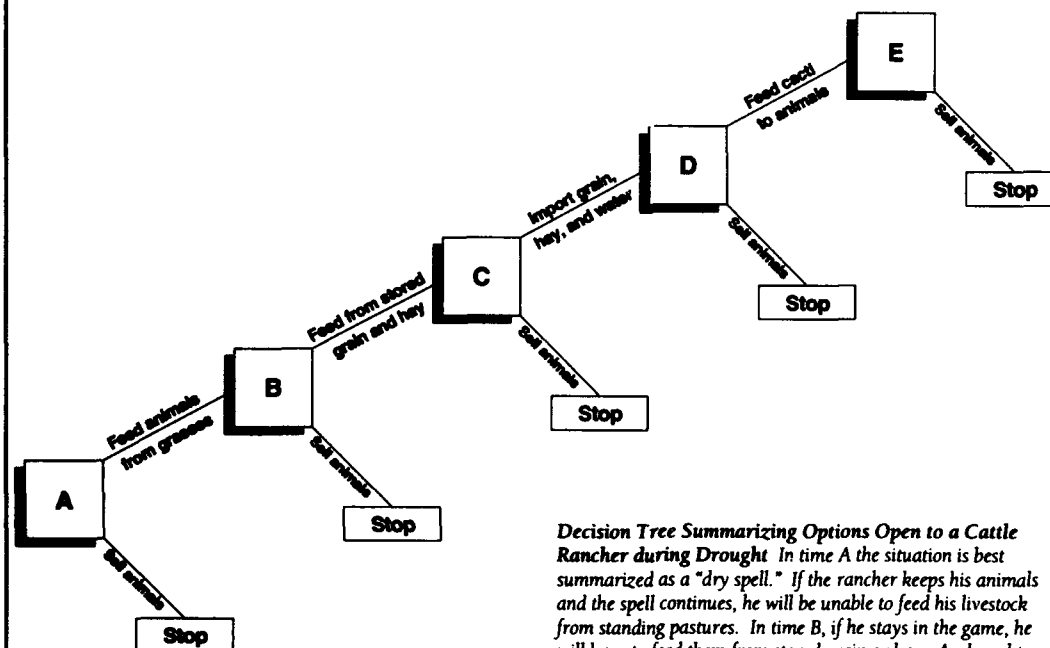 E
Feed cacti
to animals
Sell animals
Stop
D
Import grain,
hay, and water
Sell animals
Stop
C
Feed from stored
grain and hay
Sell animals
Stop
B
Feed animals
from grasses
Sell animals
Stop
A
Sell animals
Stop
Decision Tree Summarizing Options Open to a Cattle
Rancher during Drought In time A the situation is best
summarized as a "dry spell." If the rancher keeps his animals
and the spell continues, he will be unable to feed his livestock
from standing pastures. In time B, if he stays in the game, he